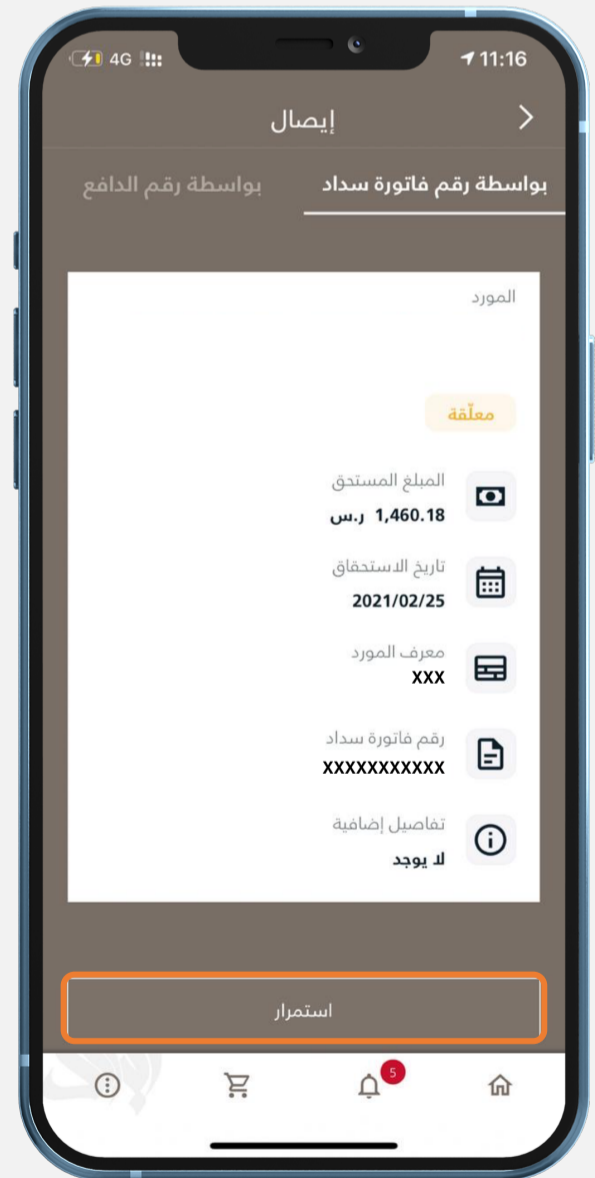 4G 11:16
إيصال
بواسطة رقم فاتورة سداد بواسطة رقم الدافع
المورد
معلّقة
المبلغ المستحق
1,460.18 ر.س
تاريخ الاستحقاق
2021/02/25
معرف المورد
XXX
رقم فاتورة سداد
XXXXXXXXXXX
تفاصيل إضافية
لا يوجد
استمرار
5